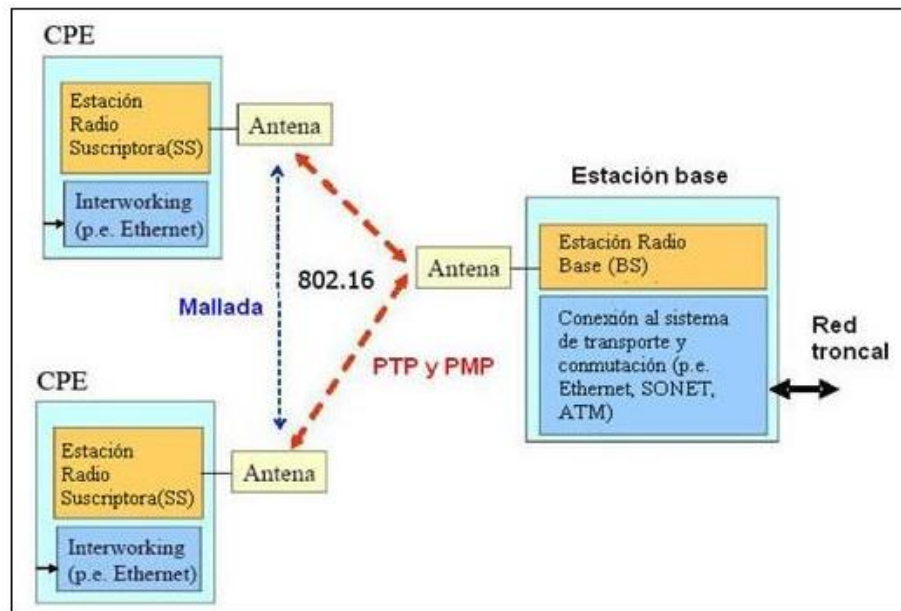 CPE
Estación
Radio
Suscriptora(SS)
Antena
Interworking
(p.e. Ethernet)
Estación base
Antena
Estación Radio
Base (BS)
802.16
Mallada
Conexión al sistema
de transporte y
conmutación (p.e.
Ethernet, SONET,
ATM)
Red
troncal
PTP y PMP
CPE
Estación
Radio
Suscriptora(SS)
Antena
Interworking
(p.e. Ethernet)